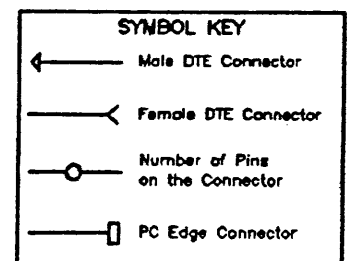 SYMBOL KEY
Male DTE Connector
Female DTE Connector
Number of Pins
on the Connector
PC Edge Connector